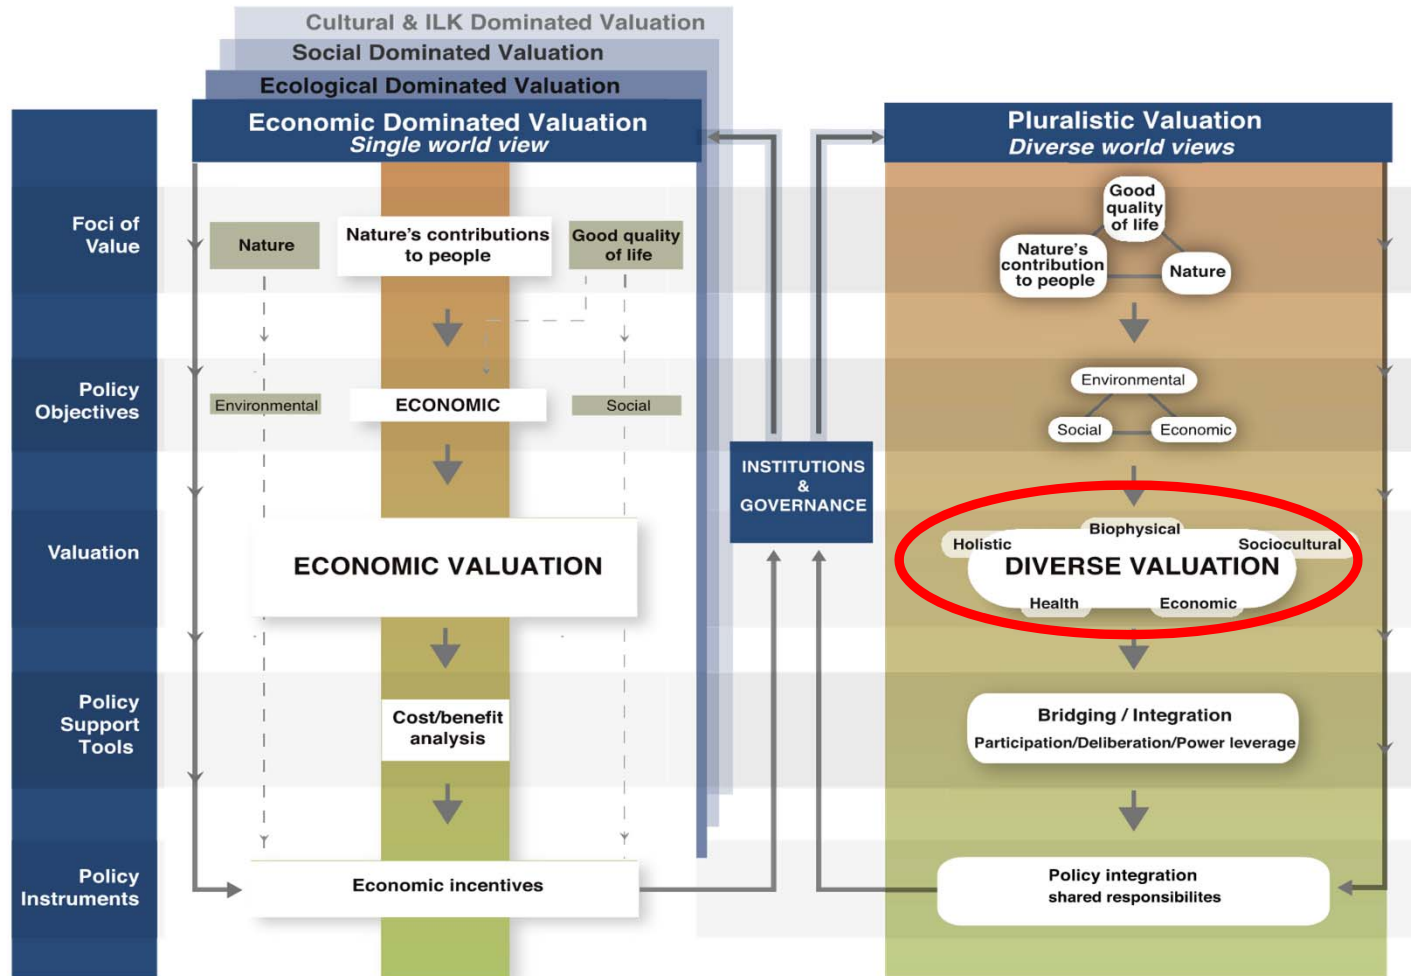 Cultural & ILK Dominated Valuation
Social Dominated Valuation
Ecological Dominated Valuation
Economic Dominated Valuation
Single world view
Pluralistic Valuation
Diverse world views
Foci of
Value
Nature
Nature's contributions
to people
Good quality
of life
Good
quality
of life
Nature's
contribution
to people
Nature
Policy
Objectives
Environmental
ECONOMIC
Social
Environmental
Social
Economic
INSTITUTIONS
&
GOVERNANCE
Valuation
ECONOMIC VALUATION
Biophysical
Holistic
Sociocultural
DIVERSE VALUATION
Health
Economic
Policy
Support
Tools
Cost/benefit
analysis
Bridging / Integration
Participation/Deliberation/Power leverage
Policy
Instruments
Economic incentives
Policy integration
shared responsibilites